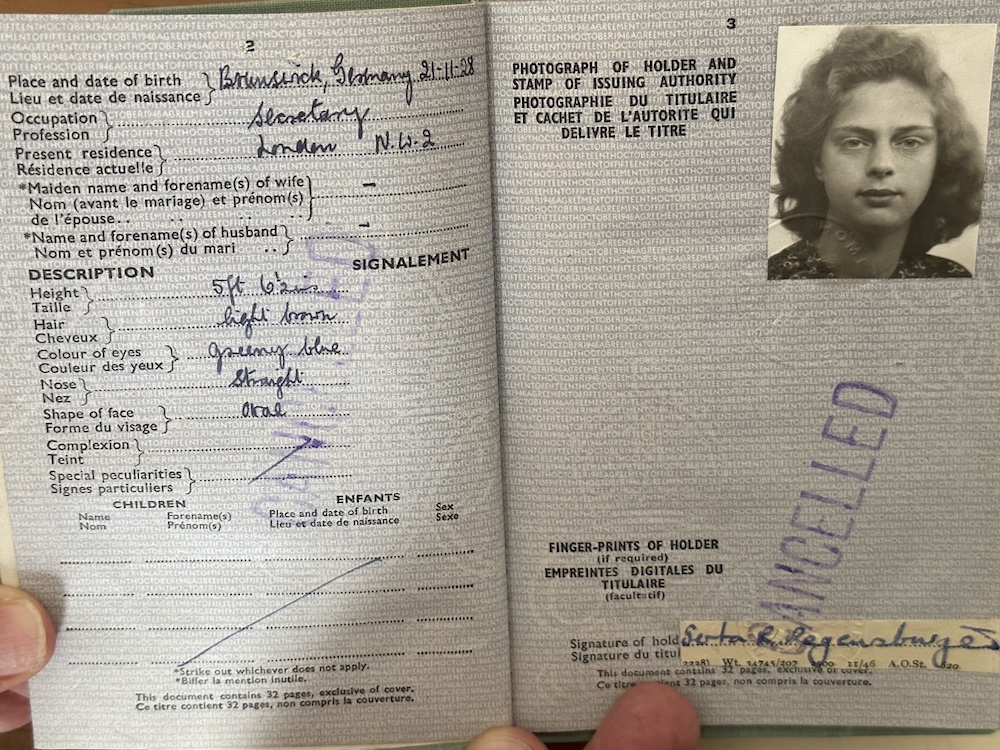 2
Place and date of birth } Brunswick, Germany 21-11-28
Lieu et date de naissance
Occupation } Secretary
Profession
Present residence } London N.W.2
Résidence actuelle
*Maiden name and forename(s) of wife } –
Nom (avant le mariage) et prénom(s)
de l'épouse.. .. .. ..
*Name and forename(s) of husband } –
Nom et prénom(s) du mari ..
DESCRIPTION SIGNALEMENT
Height } 5ft 6½ins
Taille
Hair } light brown
Cheveux
Colour of eyes } greeny blue
Couleur des yeux
Nose } Straight
Nez
Shape of face } oval
Forme du visage
Complexion
Teint
Special peculiarities
Signes particuliers
CHILDREN ENFANTS
Name Forename(s) Place and date of birth Sex
Nom Prénom(s) Lieu et date de naissance Sexe
*Strike out whichever does not apply.
*Biffer la mention inutile.
This document contains 32 pages, exclusive of cover.
Ce titre contient 32 pages, non compris la couverture.
CANCELLED
3
PHOTOGRAPH OF HOLDER AND
STAMP OF ISSUING AUTHORITY
PHOTOGRAPHIE DU TITULAIRE
ET CACHET DE L'AUTORITE QUI
DELIVRE LE TITRE
CANCELLED
FINGER-PRINTS OF HOLDER
(if required)
EMPREINTES DIGITALES DU
TITULAIRE
(facultatif)
Signature of hold R. Regensburger
Signature du titul
Wt. 34745/207 11/46 A.O.St.
This document contains 32 pages, exclusive of cover.
Ce titre contient 32 pages, non compris la couverture.